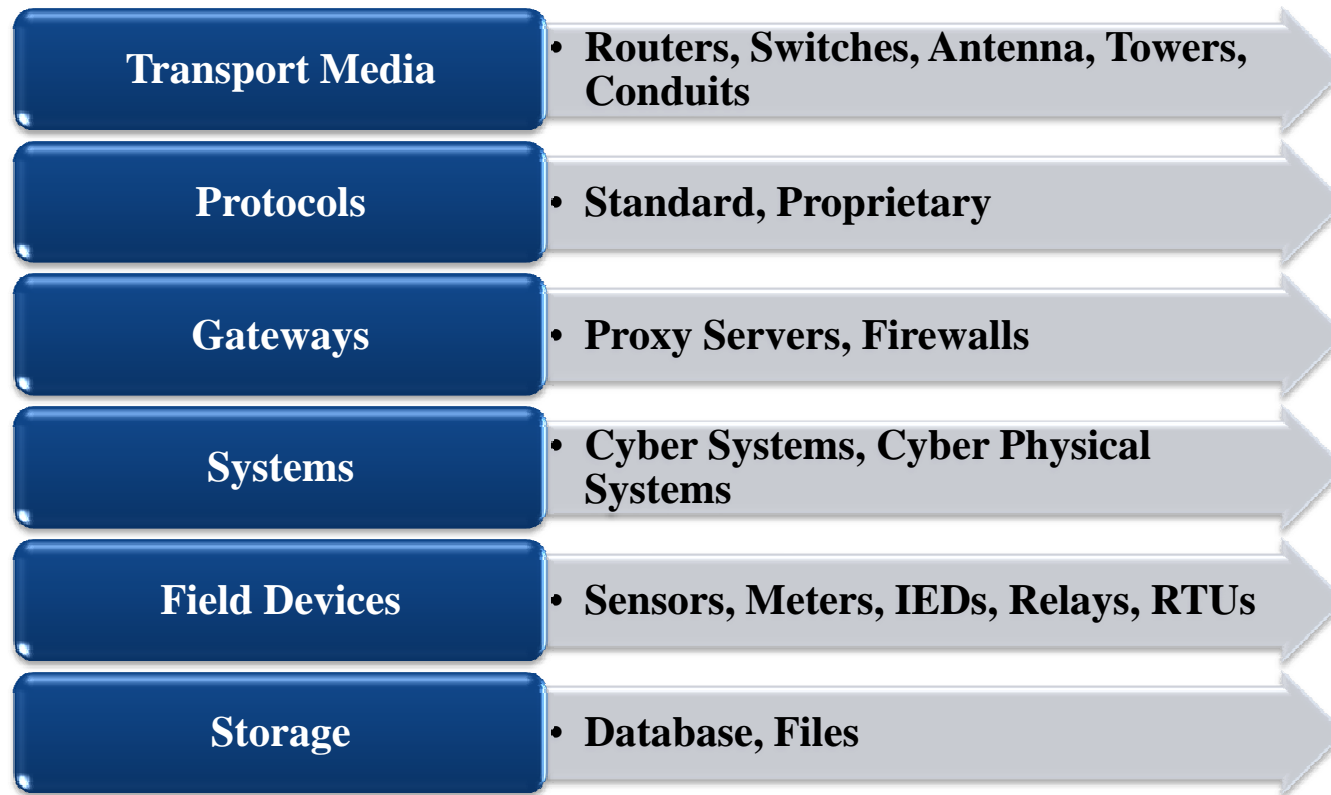 Transport Media
• Routers, Switches, Antenna, Towers,
Conduits
Protocols
• Standard, Proprietary
Gateways
• Proxy Servers, Firewalls
Systems
• Cyber Systems, Cyber Physical
Systems
Field Devices
• Sensors, Meters, IEDs, Relays, RTUs
Storage
• Database, Files